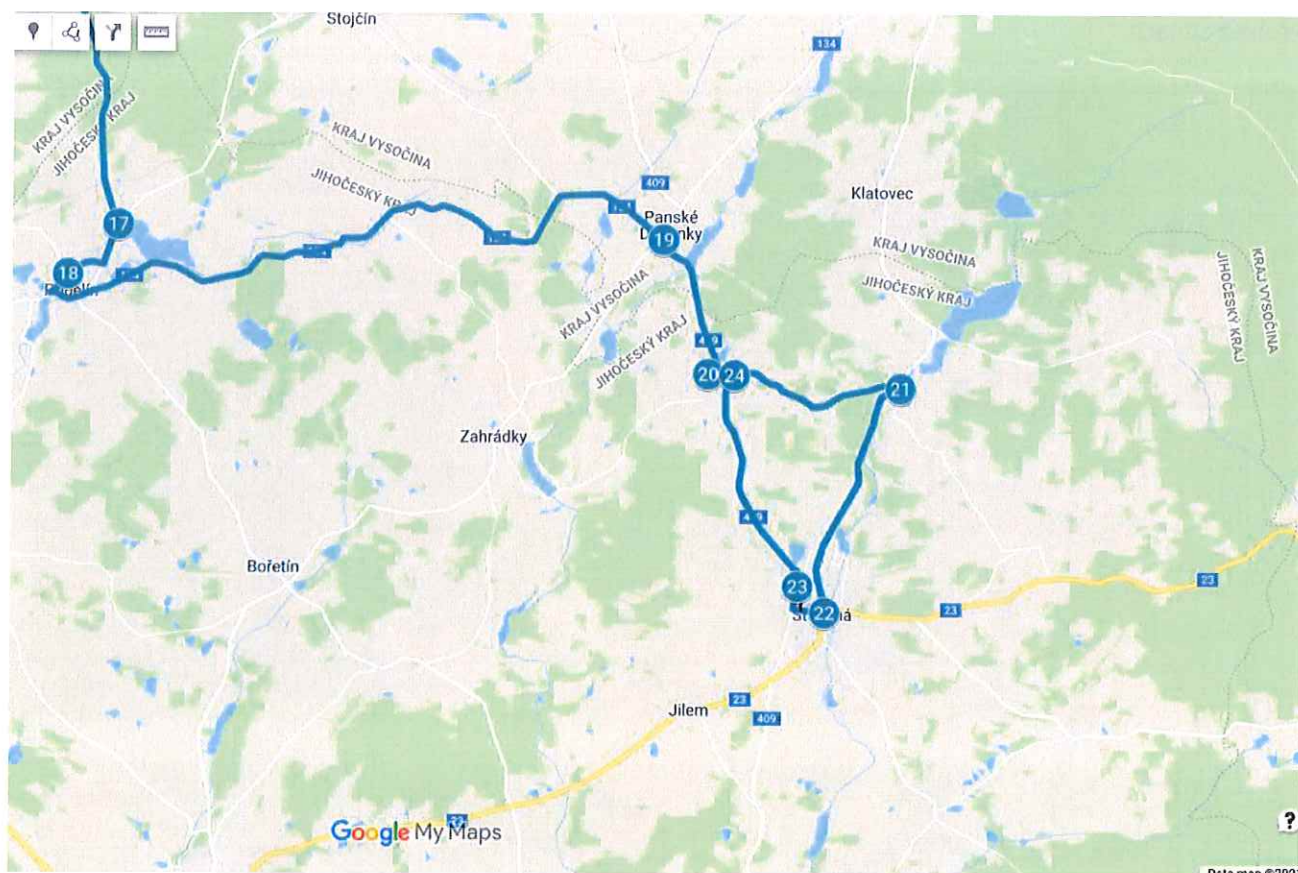 Stojčín
134
KRAJ VYSOČINA
JIHOČESKÝ KRAJ
KRAJ VYSOČINA
JIHOČESKÝ KRAJ
409
Klatovec
17
Panské
19
18
KRAJ VYSOČINA
JIHOČESKÝ KRAJ
JIHOČESKÝ KRAJ
KRAJ VYSOČINA
KRAJ VYSOČINA
JIHOČESKÝ KRAJ
20
24
21
Zahrádky
Bořetín
23
22
23
23
23
Jilem
409
Google My Maps
?